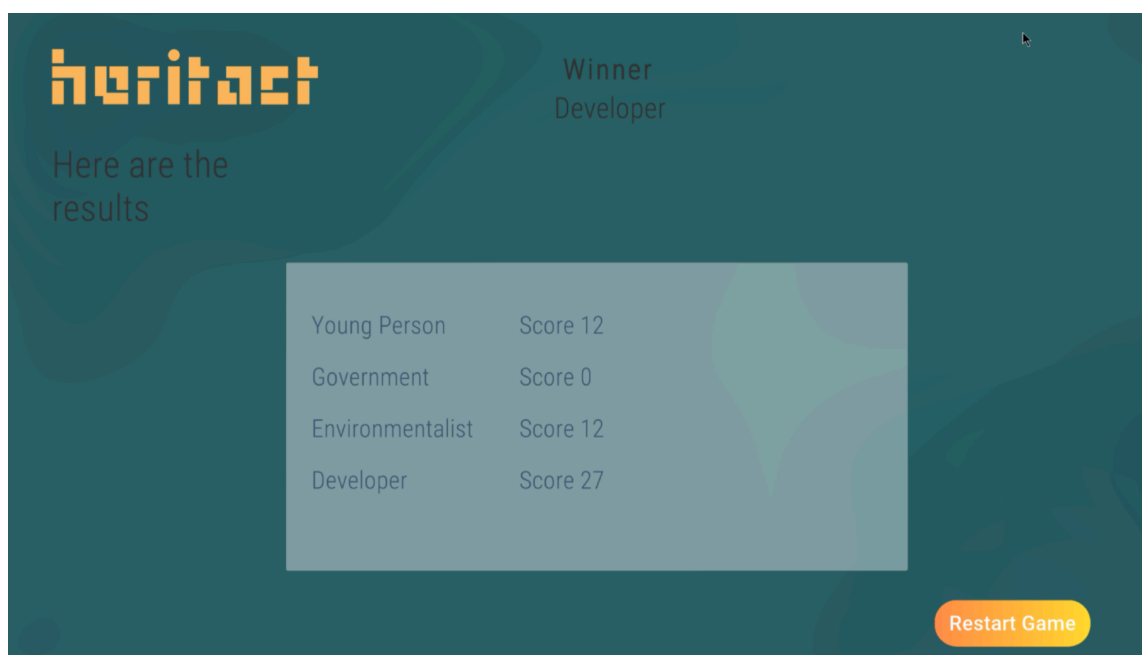 heritact
Winner
Developer
Here are the
results
Young Person Score 12
Government Score 0
Environmentalist Score 12
Developer Score 27
Restart Game